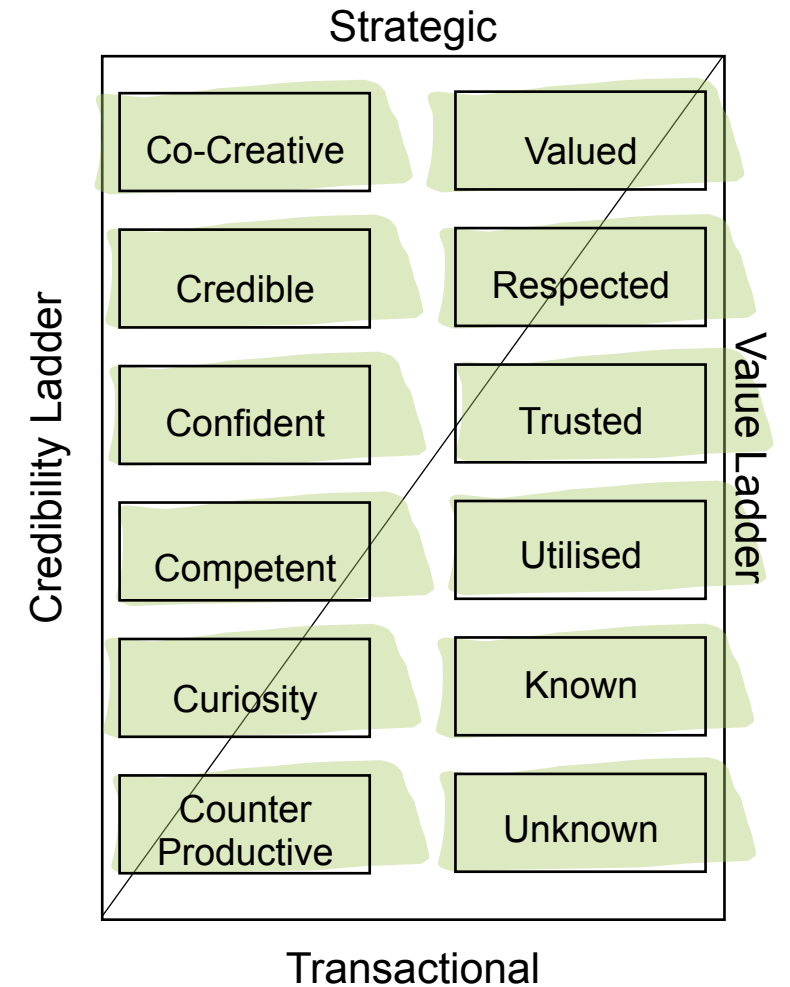 Strategic
Co-Creative
Valued
Credible
Respected
Confident
Trusted
Competent
Utilised
Curiosity
Known
Counter
Productive
Unknown
Credibility Ladder
Value Ladder
Transactional